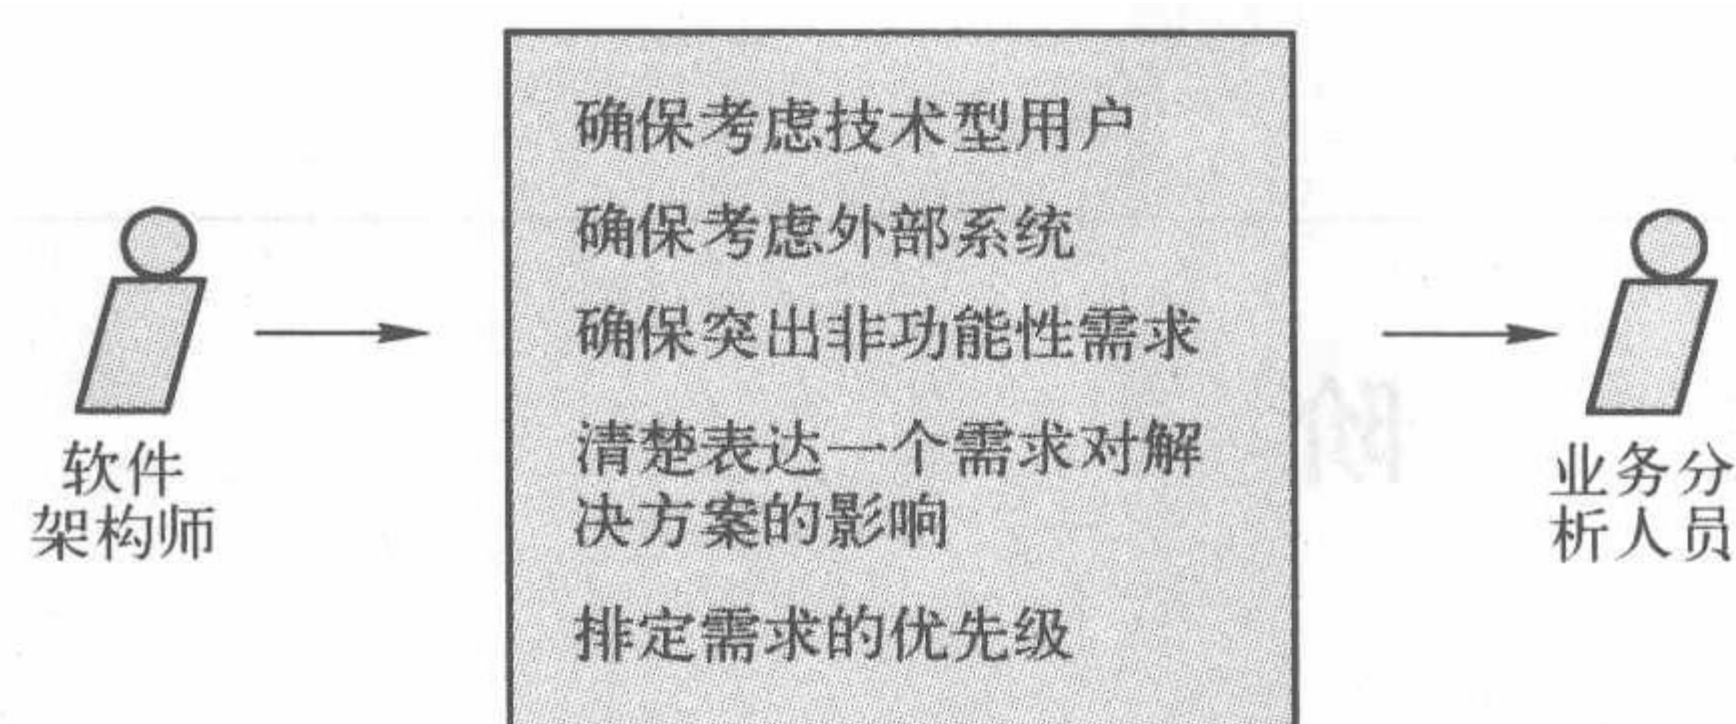 确保考虑技术型用户
确保考虑外部系统
确保突出非功能性需求
清楚表达一个需求对解
决方案的影响
排定需求的优先级
软件
架构师
业务分
析人员